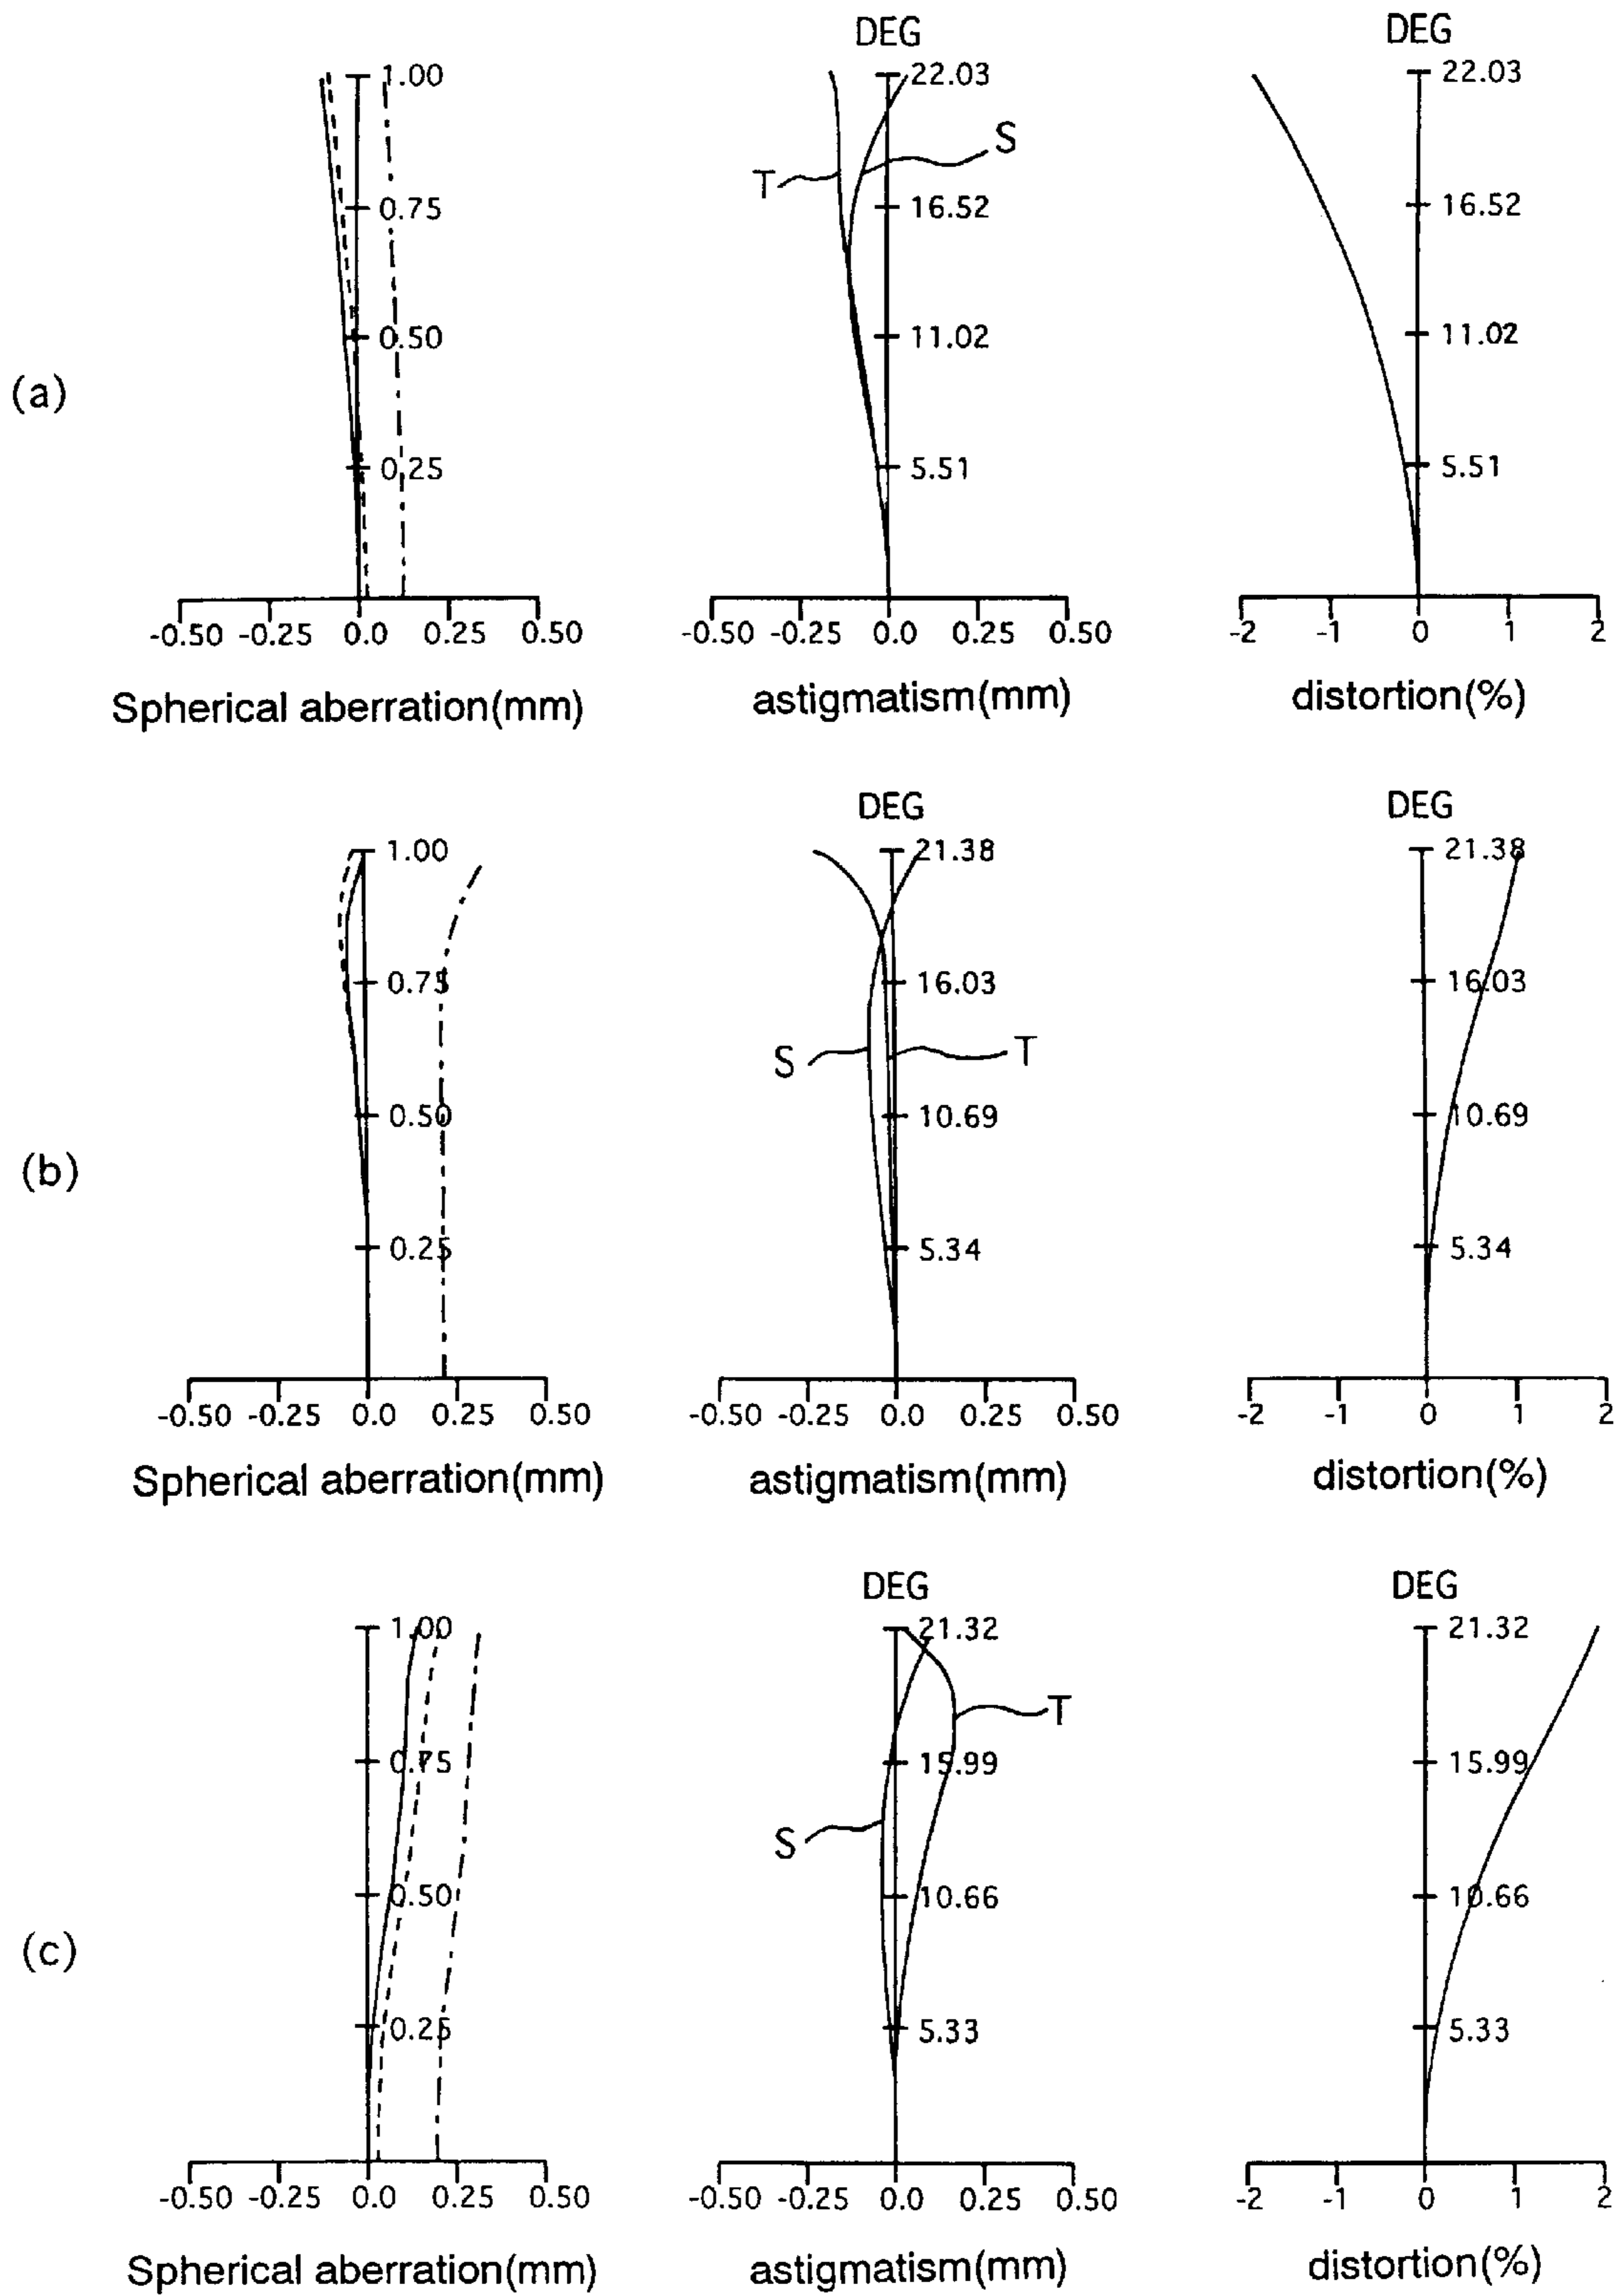 (a)
1.00
0.75
0.50
0.25
-0.50 -0.25 0.0 0.25 0.50
Spherical aberration(mm)
DEG
22.03
S
T
16.52
11.02
5.51
-0.50 -0.25 0.0 0.25 0.50
astigmatism(mm)
DEG
22.03
16.52
11.02
5.51
-2 -1 0 1 2
distortion(%)
(b)
1.00
0.75
0.50
0.25
-0.50 -0.25 0.0 0.25 0.50
Spherical aberration(mm)
DEG
21.38
16.03
S
T
10.69
5.34
-0.50 -0.25 0.0 0.25 0.50
astigmatism(mm)
DEG
21.38
16.03
10.69
5.34
-2 -1 0 1 2
distortion(%)
(c)
1.00
0.75
0.50
0.25
-0.50 -0.25 0.0 0.25 0.50
Spherical aberration(mm)
DEG
21.32
T
15.99
S
10.66
5.33
-0.50 -0.25 0.0 0.25 0.50
astigmatism(mm)
DEG
21.32
15.99
10.66
5.33
-2 -1 0 1 2
distortion(%)